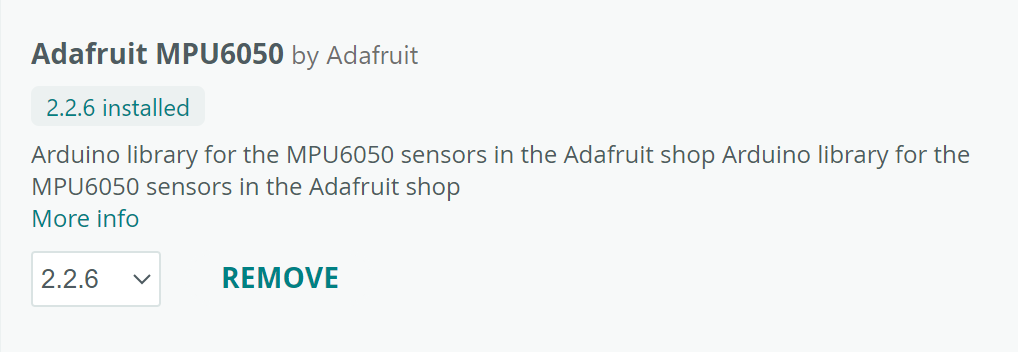 Adafruit MPU6050 by Adafruit
2.2.6 installed
Arduino library for the MPU6050 sensors in the Adafruit shop Arduino library for the
MPU6050 sensors in the Adafruit shop
More info
2.2.6 REMOVE